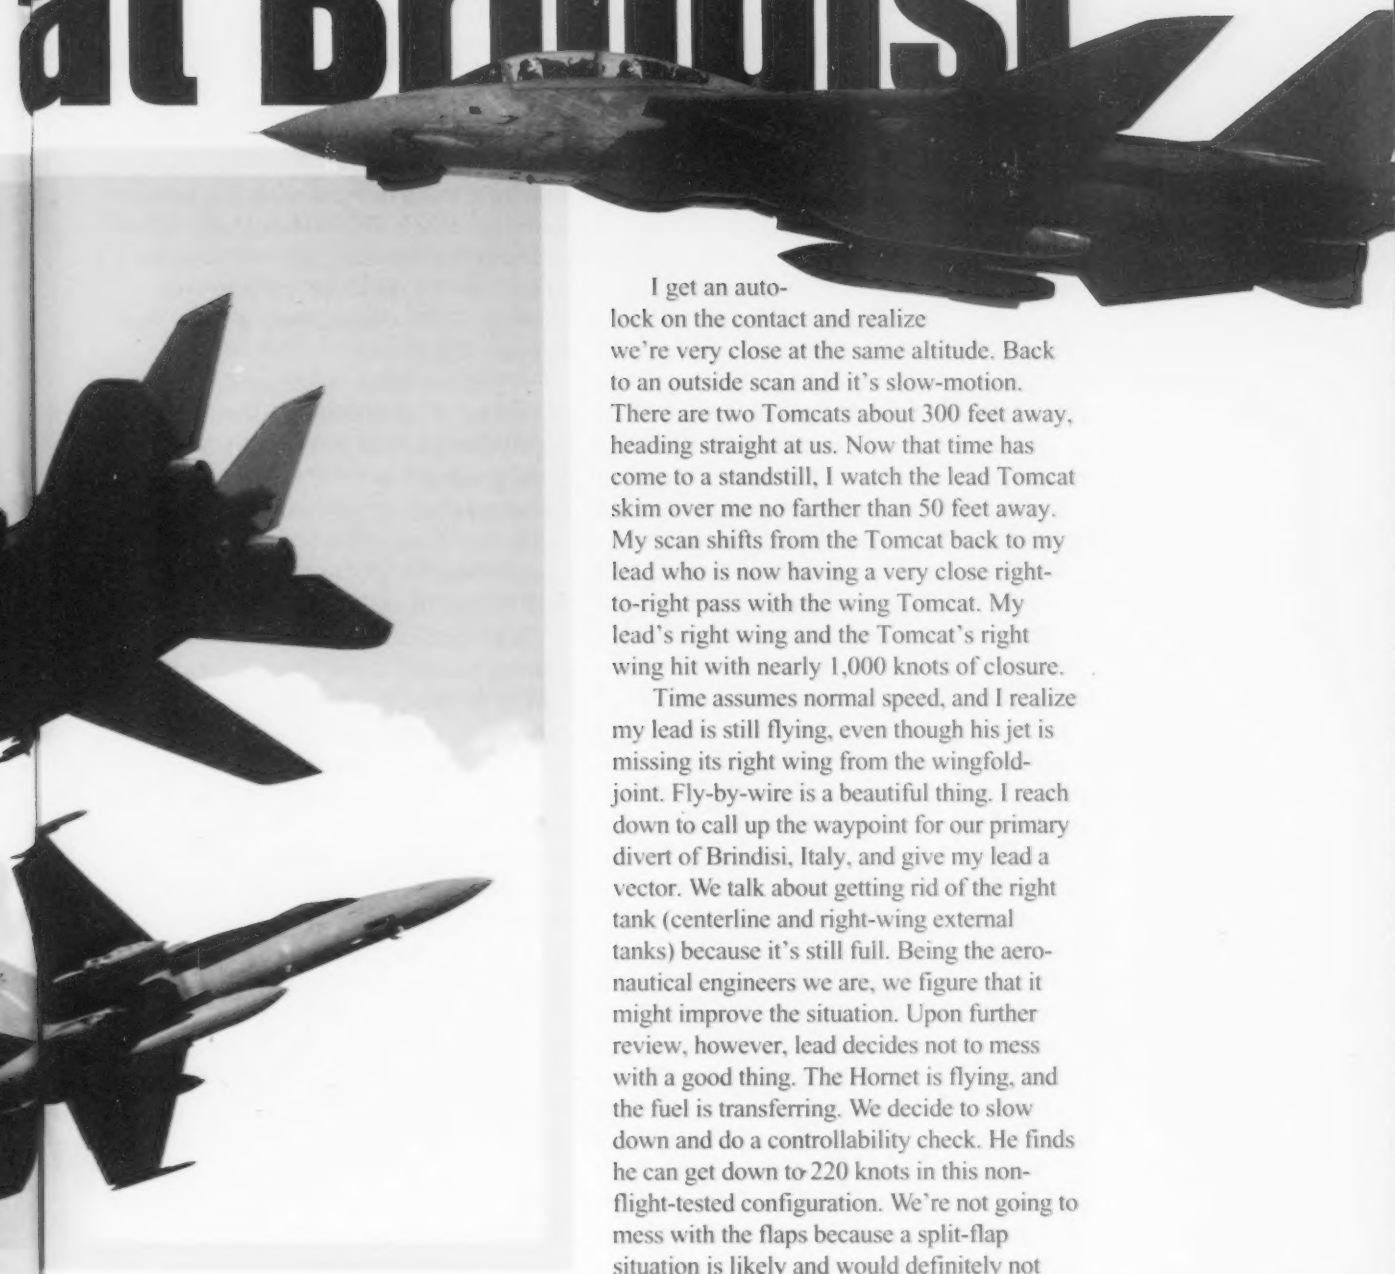 at Brindisi
I get an auto-
lock on the contact and realize
we're very close at the same altitude. Back
to an outside scan and it's slow-motion.
There are two Tomcats about 300 feet away,
heading straight at us. Now that time has
come to a standstill, I watch the lead Tomcat
skim over me no farther than 50 feet away.
My scan shifts from the Tomcat back to my
lead who is now having a very close right-
to-right pass with the wing Tomcat. My
lead's right wing and the Tomcat's right
wing hit with nearly 1,000 knots of closure.
Time assumes normal speed, and I realize
my lead is still flying, even though his jet is
missing its right wing from the wingfold-
joint. Fly-by-wire is a beautiful thing. I reach
down to call up the waypoint for our primary
divert of Brindisi, Italy, and give my lead a
vector. We talk about getting rid of the right
tank (centerline and right-wing external
tanks) because it's still full. Being the aero-
nautical engineers we are, we figure that it
might improve the situation. Upon further
review, however, lead decides not to mess
with a good thing. The Hornet is flying, and
the fuel is transferring. We decide to slow
down and do a controllability check. He finds
he can get down to 220 knots in this non-
flight-tested configuration. We're not going to
mess with the flaps because a split-flap
situation is likely and would definitely not